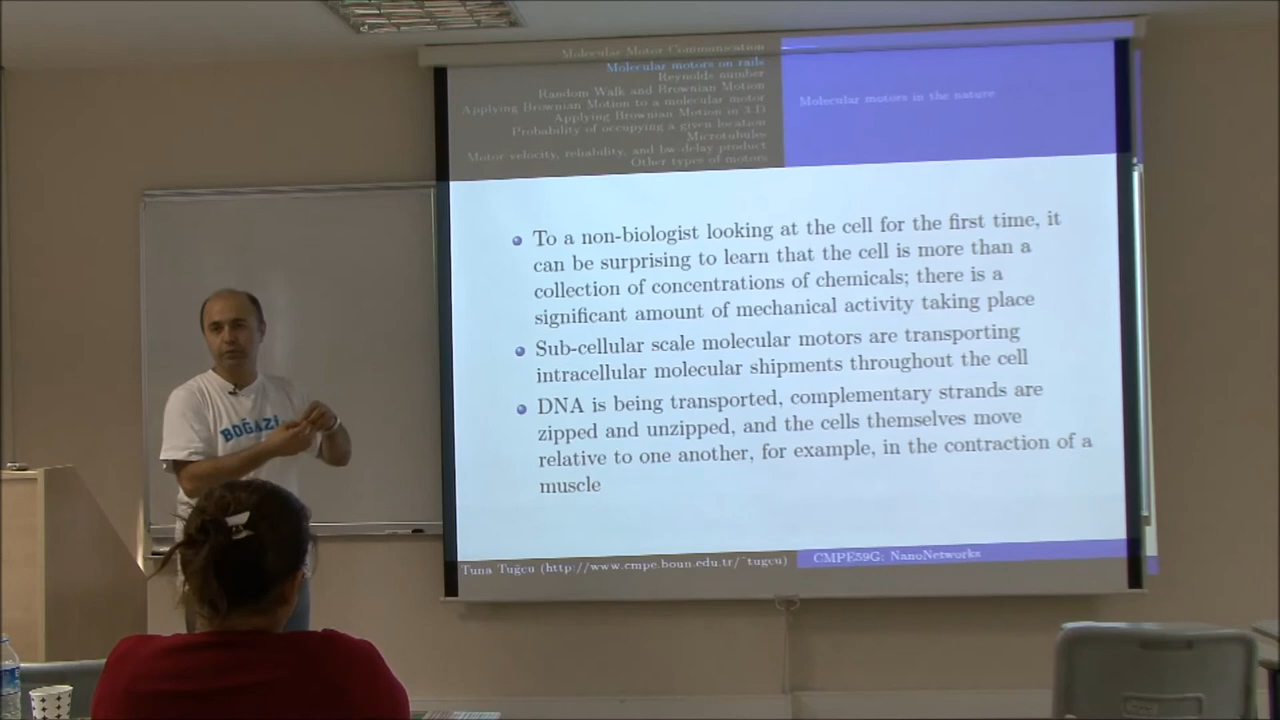 Molecular Motor Communication
Molecular motors on rails
Reynolds number
Random Walk and Brownian Motion
Applying Brownian Motion to a molecular motor
Applying Brownian Motion in 3-D
Probability of occupying a given location
Microtubules
Motor velocity, reliability, and bw-delay product
Other types of motors
Molecular motors in the nature
To a non-biologist looking at the cell for the first time, it
can be surprising to learn that the cell is more than a
collection of concentrations of chemicals; there is a
significant amount of mechanical activity taking place
Sub-cellular scale molecular motors are transporting
intracellular molecular shipments throughout the cell
DNA is being transported, complementary strands are
zipped and unzipped, and the cells themselves move
relative to one another, for example, in the contraction of a
muscle
Tuna Tuğcu (http://www.cmpe.boun.edu.tr/~tugcu)
CMPE59G: NanoNetworks
BOĞAZİ